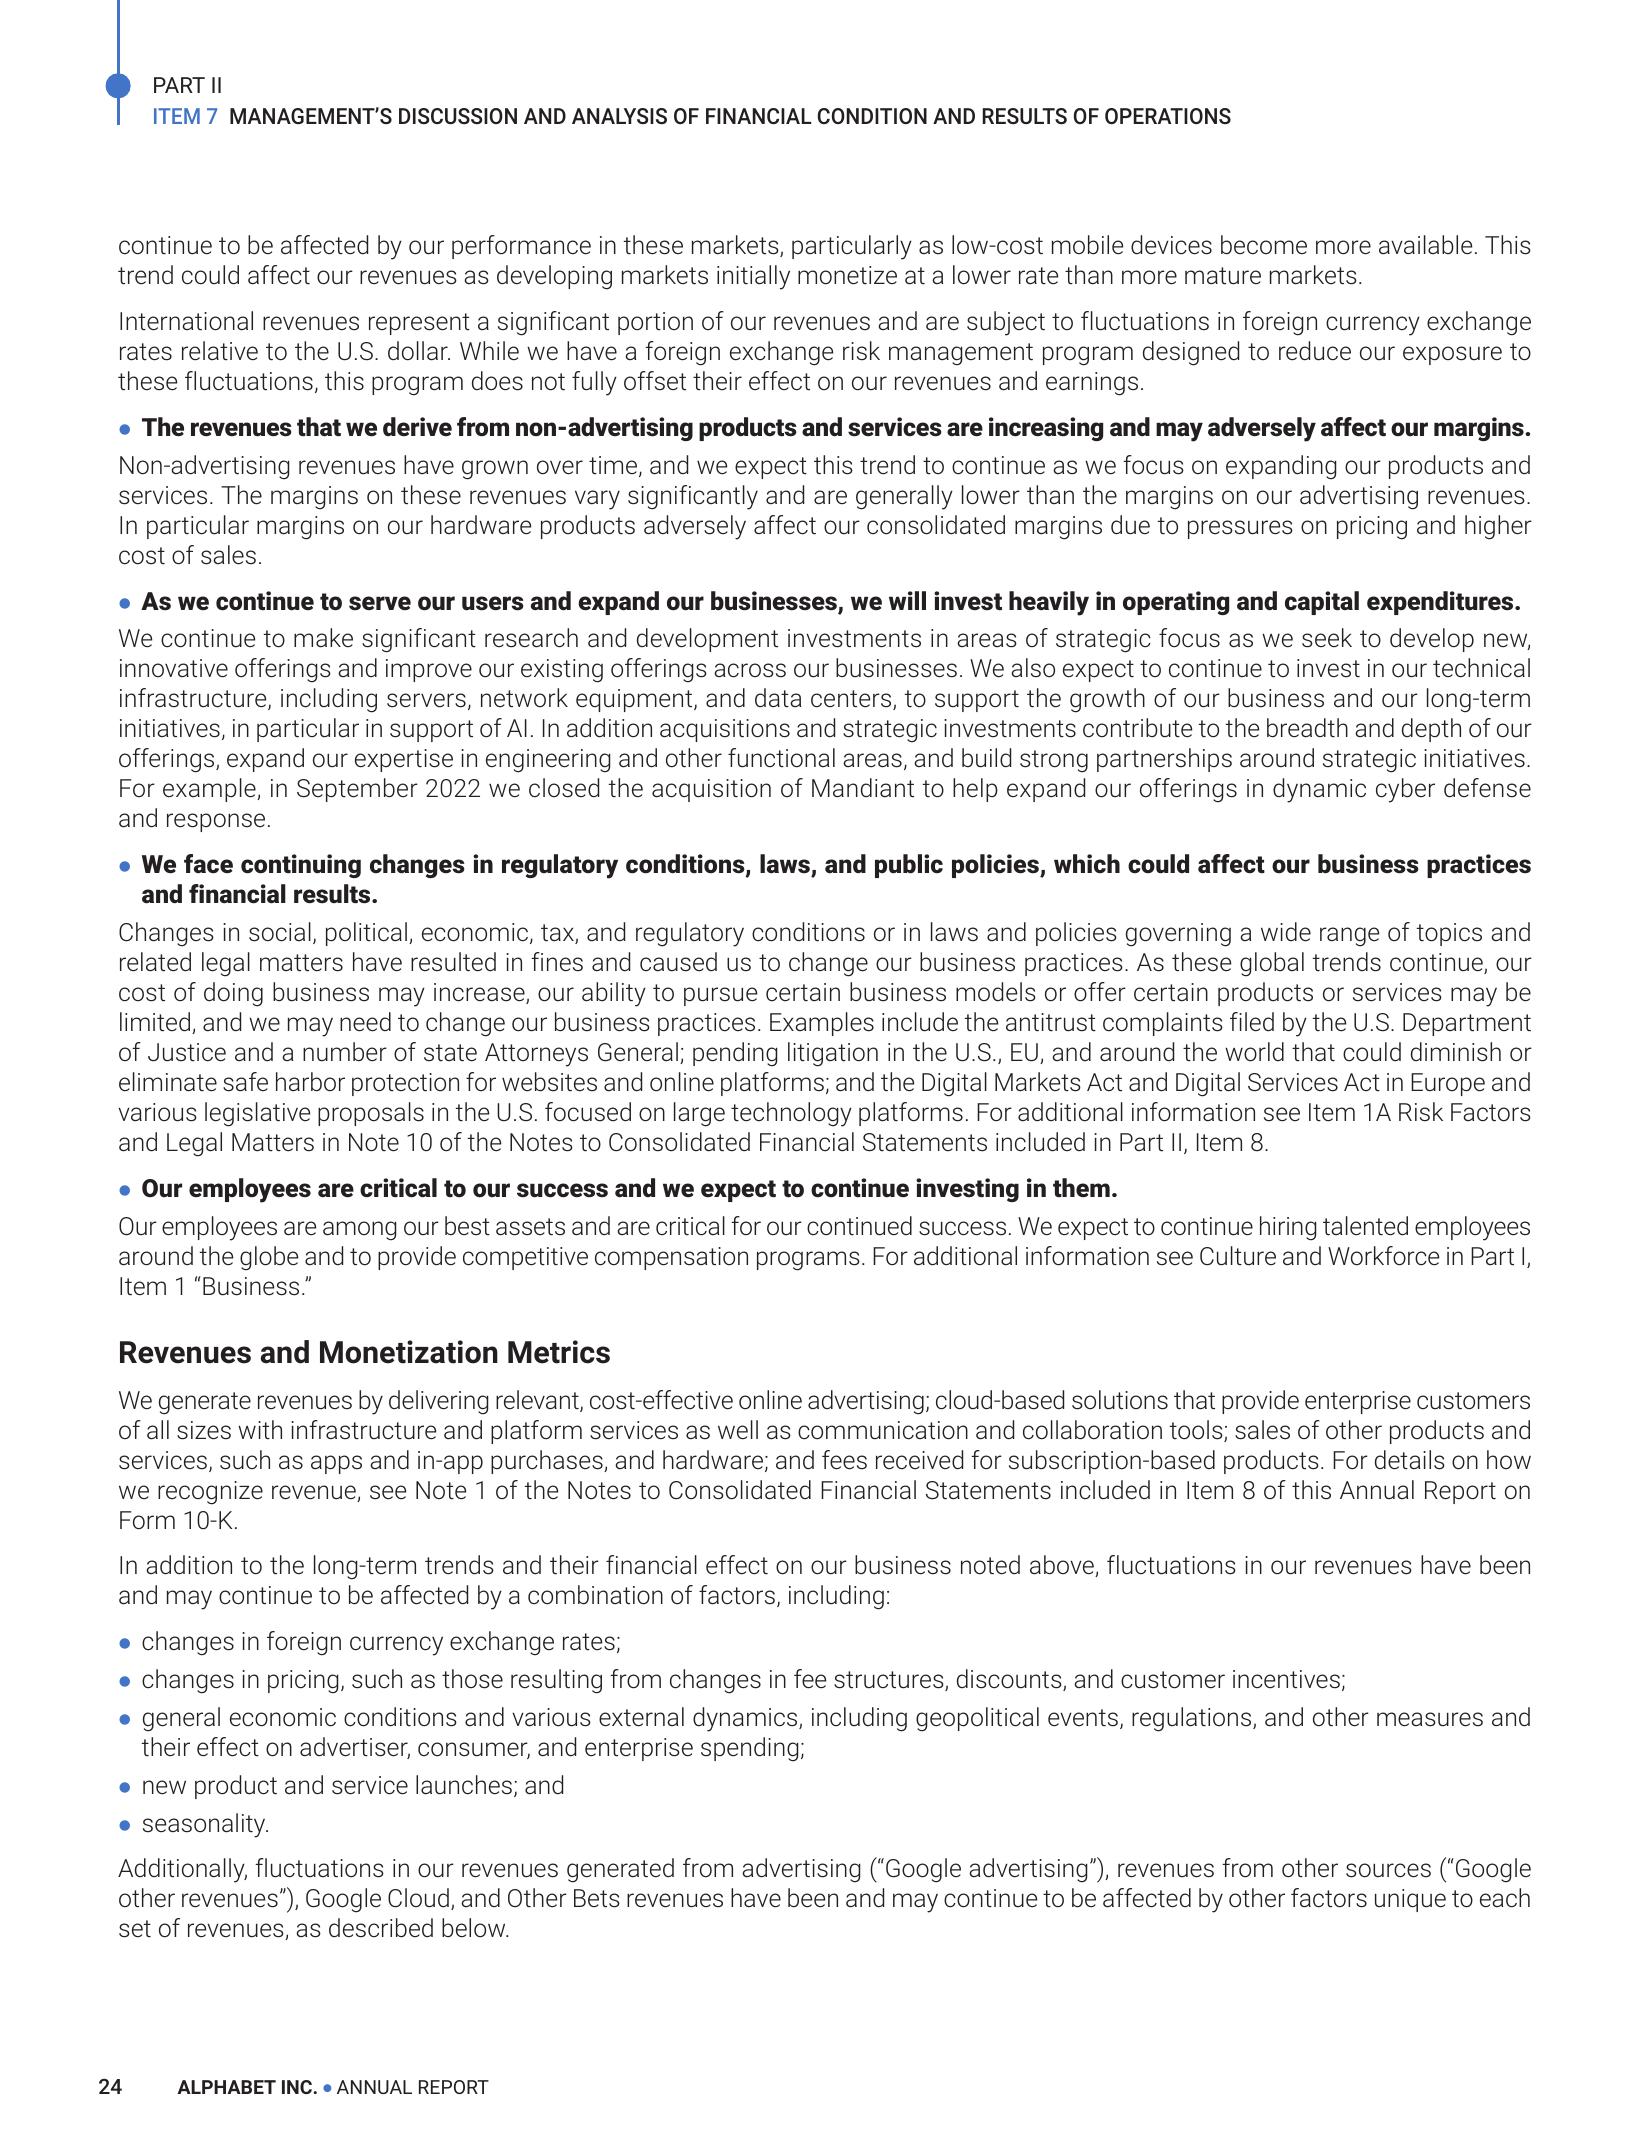 PART II
ITEM 7 MANAGEMENT’S DISCUSSION AND ANALYSIS OF FINANCIAL CONDITION AND RESULTS OF OPERATIONS
continue to be affected by our performance in these markets, particularly as low-cost mobile devices become more available. This
trend could affect our revenues as developing markets initially monetize at a lower rate than more mature markets.
International revenues represent a significant portion of our revenues and are subject to fluctuations in foreign currency exchange
rates relative to the U.S. dollar. While we have a foreign exchange risk management program designed to reduce our exposure to
these fluctuations, this program does not fully offset their effect on our revenues and earnings.
● The revenues that we derive from non-advertising products and services are increasing and may adversely affect our margins.
Non-advertising revenues have grown over time, and we expect this trend to continue as we focus on expanding our products and
services. The margins on these revenues vary significantly and are generally lower than the margins on our advertising revenues.
In particular margins on our hardware products adversely affect our consolidated margins due to pressures on pricing and higher
cost of sales.
● As we continue to serve our users and expand our businesses, we will invest heavily in operating and capital expenditures.
We continue to make significant research and development investments in areas of strategic focus as we seek to develop new,
innovative offerings and improve our existing offerings across our businesses. We also expect to continue to invest in our technical
infrastructure, including servers, network equipment, and data centers, to support the growth of our business and our long-term
initiatives, in particular in support of AI. In addition acquisitions and strategic investments contribute to the breadth and depth of our
offerings, expand our expertise in engineering and other functional areas, and build strong partnerships around strategic initiatives.
For example, in September 2022 we closed the acquisition of Mandiant to help expand our offerings in dynamic cyber defense
and response.
● We face continuing changes in regulatory conditions, laws, and public policies, which could affect our business practices
and financial results.
Changes in social, political, economic, tax, and regulatory conditions or in laws and policies governing a wide range of topics and
related legal matters have resulted in fines and caused us to change our business practices. As these global trends continue, our
cost of doing business may increase, our ability to pursue certain business models or offer certain products or services may be
limited, and we may need to change our business practices. Examples include the antitrust complaints filed by the U.S. Department
of Justice and a number of state Attorneys General; pending litigation in the U.S., EU, and around the world that could diminish or
eliminate safe harbor protection for websites and online platforms; and the Digital Markets Act and Digital Services Act in Europe and
various legislative proposals in the U.S. focused on large technology platforms. For additional information see Item 1A Risk Factors
and Legal Matters in Note 10 of the Notes to Consolidated Financial Statements included in Part II, Item 8.
● Our employees are critical to our success and we expect to continue investing in them.
Our employees are among our best assets and are critical for our continued success. We expect to continue hiring talented employees
around the globe and to provide competitive compensation programs. For additional information see Culture and Workforce in Part I,
Item 1 “Business.”
Revenues and Monetization Metrics
We generate revenues by delivering relevant, cost-effective online advertising; cloud-based solutions that provide enterprise customers
of all sizes with infrastructure and platform services as well as communication and collaboration tools; sales of other products and
services, such as apps and in-app purchases, and hardware; and fees received for subscription-based products. For details on how
we recognize revenue, see Note 1 of the Notes to Consolidated Financial Statements included in Item 8 of this Annual Report on
Form 10-K.
In addition to the long-term trends and their financial effect on our business noted above, fluctuations in our revenues have been
and may continue to be affected by a combination of factors, including:
● changes in foreign currency exchange rates;
● changes in pricing, such as those resulting from changes in fee structures, discounts, and customer incentives;
● general economic conditions and various external dynamics, including geopolitical events, regulations, and other measures and
their effect on advertiser, consumer, and enterprise spending;
● new product and service launches; and
● seasonality.
Additionally, fluctuations in our revenues generated from advertising (“Google advertising”), revenues from other sources (“Google
other revenues”), Google Cloud, and Other Bets revenues have been and may continue to be affected by other factors unique to each
set of revenues, as described below.
24 ALPHABET INC. ● ANNUAL REPORT